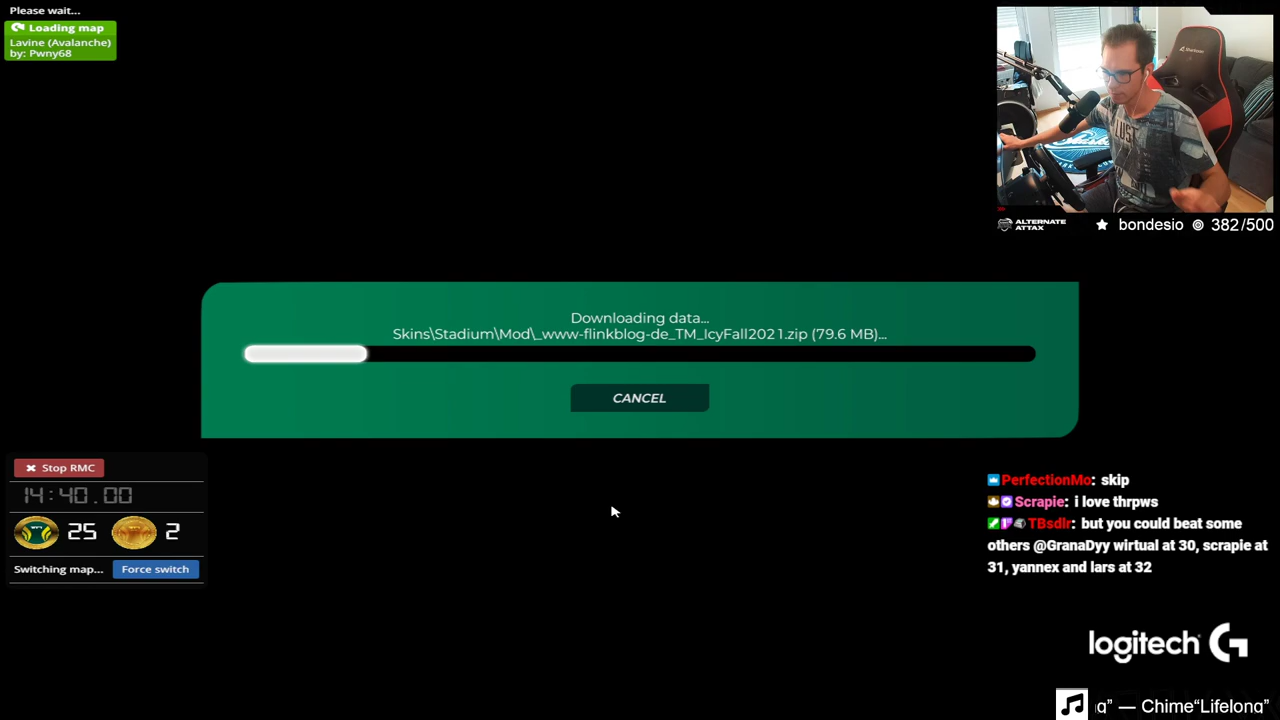 Please wait...
Loading map
Lavine (Avalanche)
by: Pwny68
ALTERNATE
ATTAX
bondesio
382/500
Downloading data...
Skins\Stadium\Mod\_www-flinkblog-de_TM_IcyFall2021.zip (79.6 MB)...
CANCEL
Stop RMC
14:40.00
25
2
Switching map...
Force switch
PerfectionMo: skip
Scrapie: i love thrpws
TBsdlr: but you could beat some
others @GranaDyy wirtual at 30, scrapie at
31, yannex and lars at 32
logitech G
— Chime“Lifelong”